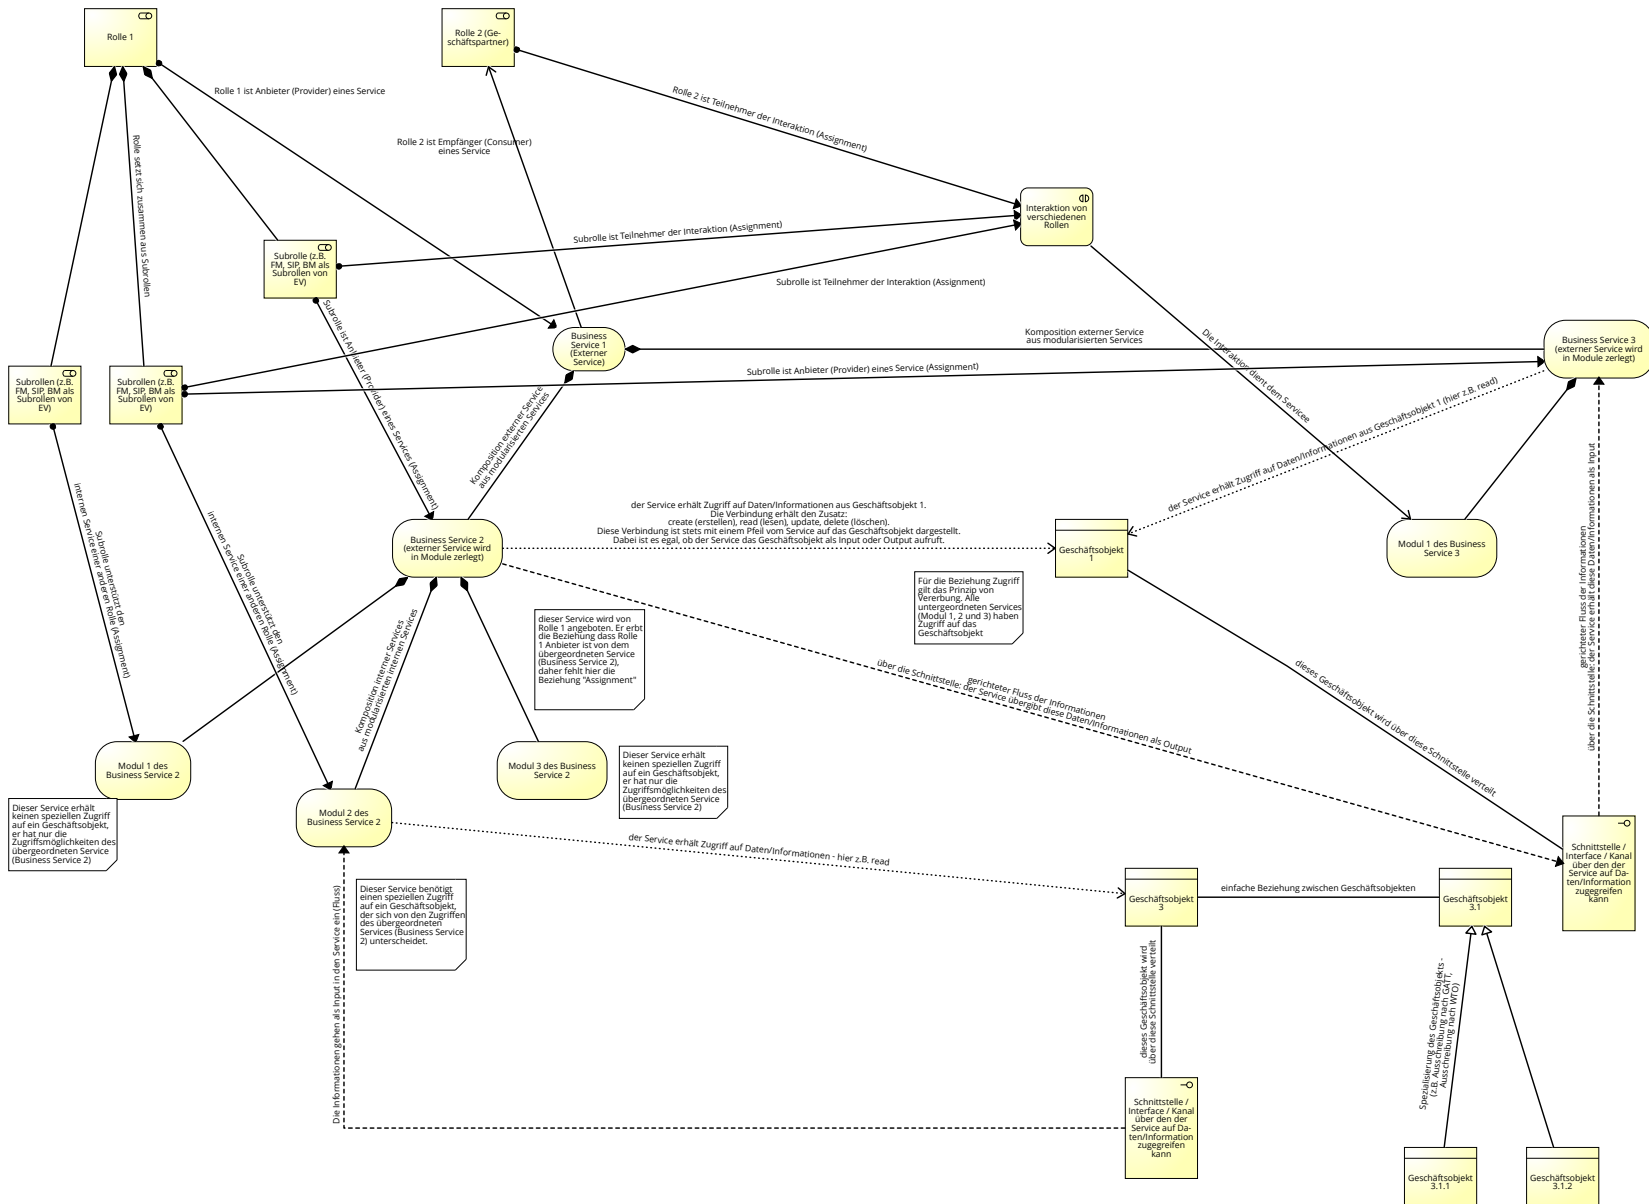 Rolle 1
Rolle 2 (Ge-
schäftspartner)
Rolle 1 ist Anbieter (Provider) eines Service
Rolle 2 ist Empfänger (Consumer)
eines Service
Rolle 2 ist Teilnehmer der Interaktion (Assignment)
Rolle setzt sich zusammen aus Subrollen
Interaktion von
verschiedenen
Rollen
Subrolle (z.B.
FM, SIP, BM als
Subrollen von
EV)
Subrolle ist Teilnehmer der Interaktion (Assignment)
Subrolle ist Teilnehmer der Interaktion (Assignment)
Subrolle ist Anbieter (Provider) eines Services (Assignment)
Business
Service 1
(Externer
Service)
Komposition externer Service
aus modularisierten Services
Die Interaktion dient dem Servicee
Business Service 3
(externer Service wird
in Module zerlegt)
Subrollen (z.B.
FM, SIP, BM als
Subrollen von
EV)
Subrollen (z.B.
FM, SIP, BM als
Subrollen von
EV)
Subrolle ist Anbieter (Provider) eines Service (Assignment)
Komposition externer Service
aus modularisierten Services
der Service erhält Zugriff auf Daten/Informationen aus Geschäftsobjekt 1 (hier z.B. read)
Subrolle unterstützt den
internen Service einer anderen Rolle (Assignment)
Subrolle unterstützt den
internen Service einer anderen Rolle (Assignment)
Business Service 2
(externer Service wird
in Module zerlegt)
der Service erhält Zugriff auf Daten/Informationen aus Geschäftsobjekt 1.
Die Verbindung erhält den Zusatz:
create (erstellen), read (lesen), update, delete (löschen).
Diese Verbindung ist stets mit einem Pfeil vom Service auf das Geschäftsobjekt dargestellt.
Dabei ist es egal, ob der Service das Geschäftsobjekt als Input oder Output aufruft.
Geschäftsobjekt
1
Modul 1 des Business
Service 3
gerichteter Fluss der Informationen
über die Schnittstelle: der Service erhält diese Daten/Informationen als Input
Für die Beziehung Zugriff
gilt das Prinzip von
Vererbung. Alle
untergeordneten Services
(Modul 1, 2 und 3) haben
Zugriff auf das
Geschäftsobjekt
dieser Service wird von
Rolle 1 angeboten. Er erbt
die Beziehung dass Rolle
1 Anbieter ist von dem
übergeordneten Service
(Business Service 2),
daher fehlt hier die
Beziehung "Assignment"
Komposition interner Services
aus modularisierten internen Services
gerichteter Fluss der Informationen
über die Schnittstelle: der Service übergibt diese Daten/Informationen als Output
dieses Geschäftsobjekt wird über diese Schnittstelle verteilt
Modul 1 des
Business Service 2
Modul 3 des Business
Service 2
Dieser Service erhält
keinen speziellen Zugriff
auf ein Geschäftsobjekt,
er hat nur die
Zugriffsmöglichkeiten des
übergeordneten Service
(Business Service 2)
Dieser Service erhält
keinen speziellen Zugriff
auf ein Geschäftsobjekt,
er hat nur die
Zugriffsmöglichkeiten des
übergeordneten Service
(Business Service 2)
Modul 2 des
Business Service 2
der Service erhält Zugriff auf Daten/Informationen - hier z.B. read
Schnittstelle /
Interface / Kanal
über den der
Service auf Da-
ten/Information
zugegreifen
kann
Dieser Service benötigt
einen speziellen Zugriff
auf ein Geschäftsobjekt,
der sich von den Zugriffen
des übergeordneten
Services (Business Service
2) unterscheidet.
Die Informationen gehen als Input in den Service ein (Fluss)
Geschäftsobjekt
3
einfache Beziehung zwischen Geschäftsobjekten
Geschäftsobjekt
3.1
dieses Geschäftsobjekt wird
über diese Schnittstelle verteilt
Spezialisierung des Geschäftsobjekts -
(z.B. Ausschreibung nach GATT,
Ausschreibung nach WTO)
Schnittstelle /
Interface / Kanal
über den der
Service auf Da-
ten/Information
zugegreifen
kann
Geschäftsobjekt
3.1.1
Geschäftsobjekt
3.1.2